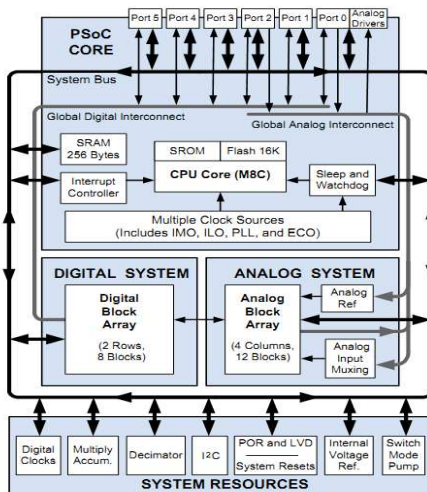 Port 5 Port 4 Port 3 Port 2 Port 1 Port 0 Analog Drivers
PSoC
CORE
System Bus
Global Digital Interconnect
Global Analog Interconnect
SRAM
256 Bytes
SROM
Flash 16K
CPU Core (M8C)
Interrupt
Controller
Sleep and
Watchdog
Multiple Clock Sources
(Includes IMO, ILO, PLL, and ECO)
DIGITAL SYSTEM
Digital
Block
Array
(2 Rows,
8 Blocks)
ANALOG SYSTEM
Analog
Block
Array
(4 Columns,
12 Blocks)
Analog
Ref
Analog
Input
Muxing
Digital
Clocks
Multiply
Accum.
Decimator
I²C
POR and LVD
System Resets
Internal
Voltage
Ref.
Switch
Mode
Pump
SYSTEM RESOURCES